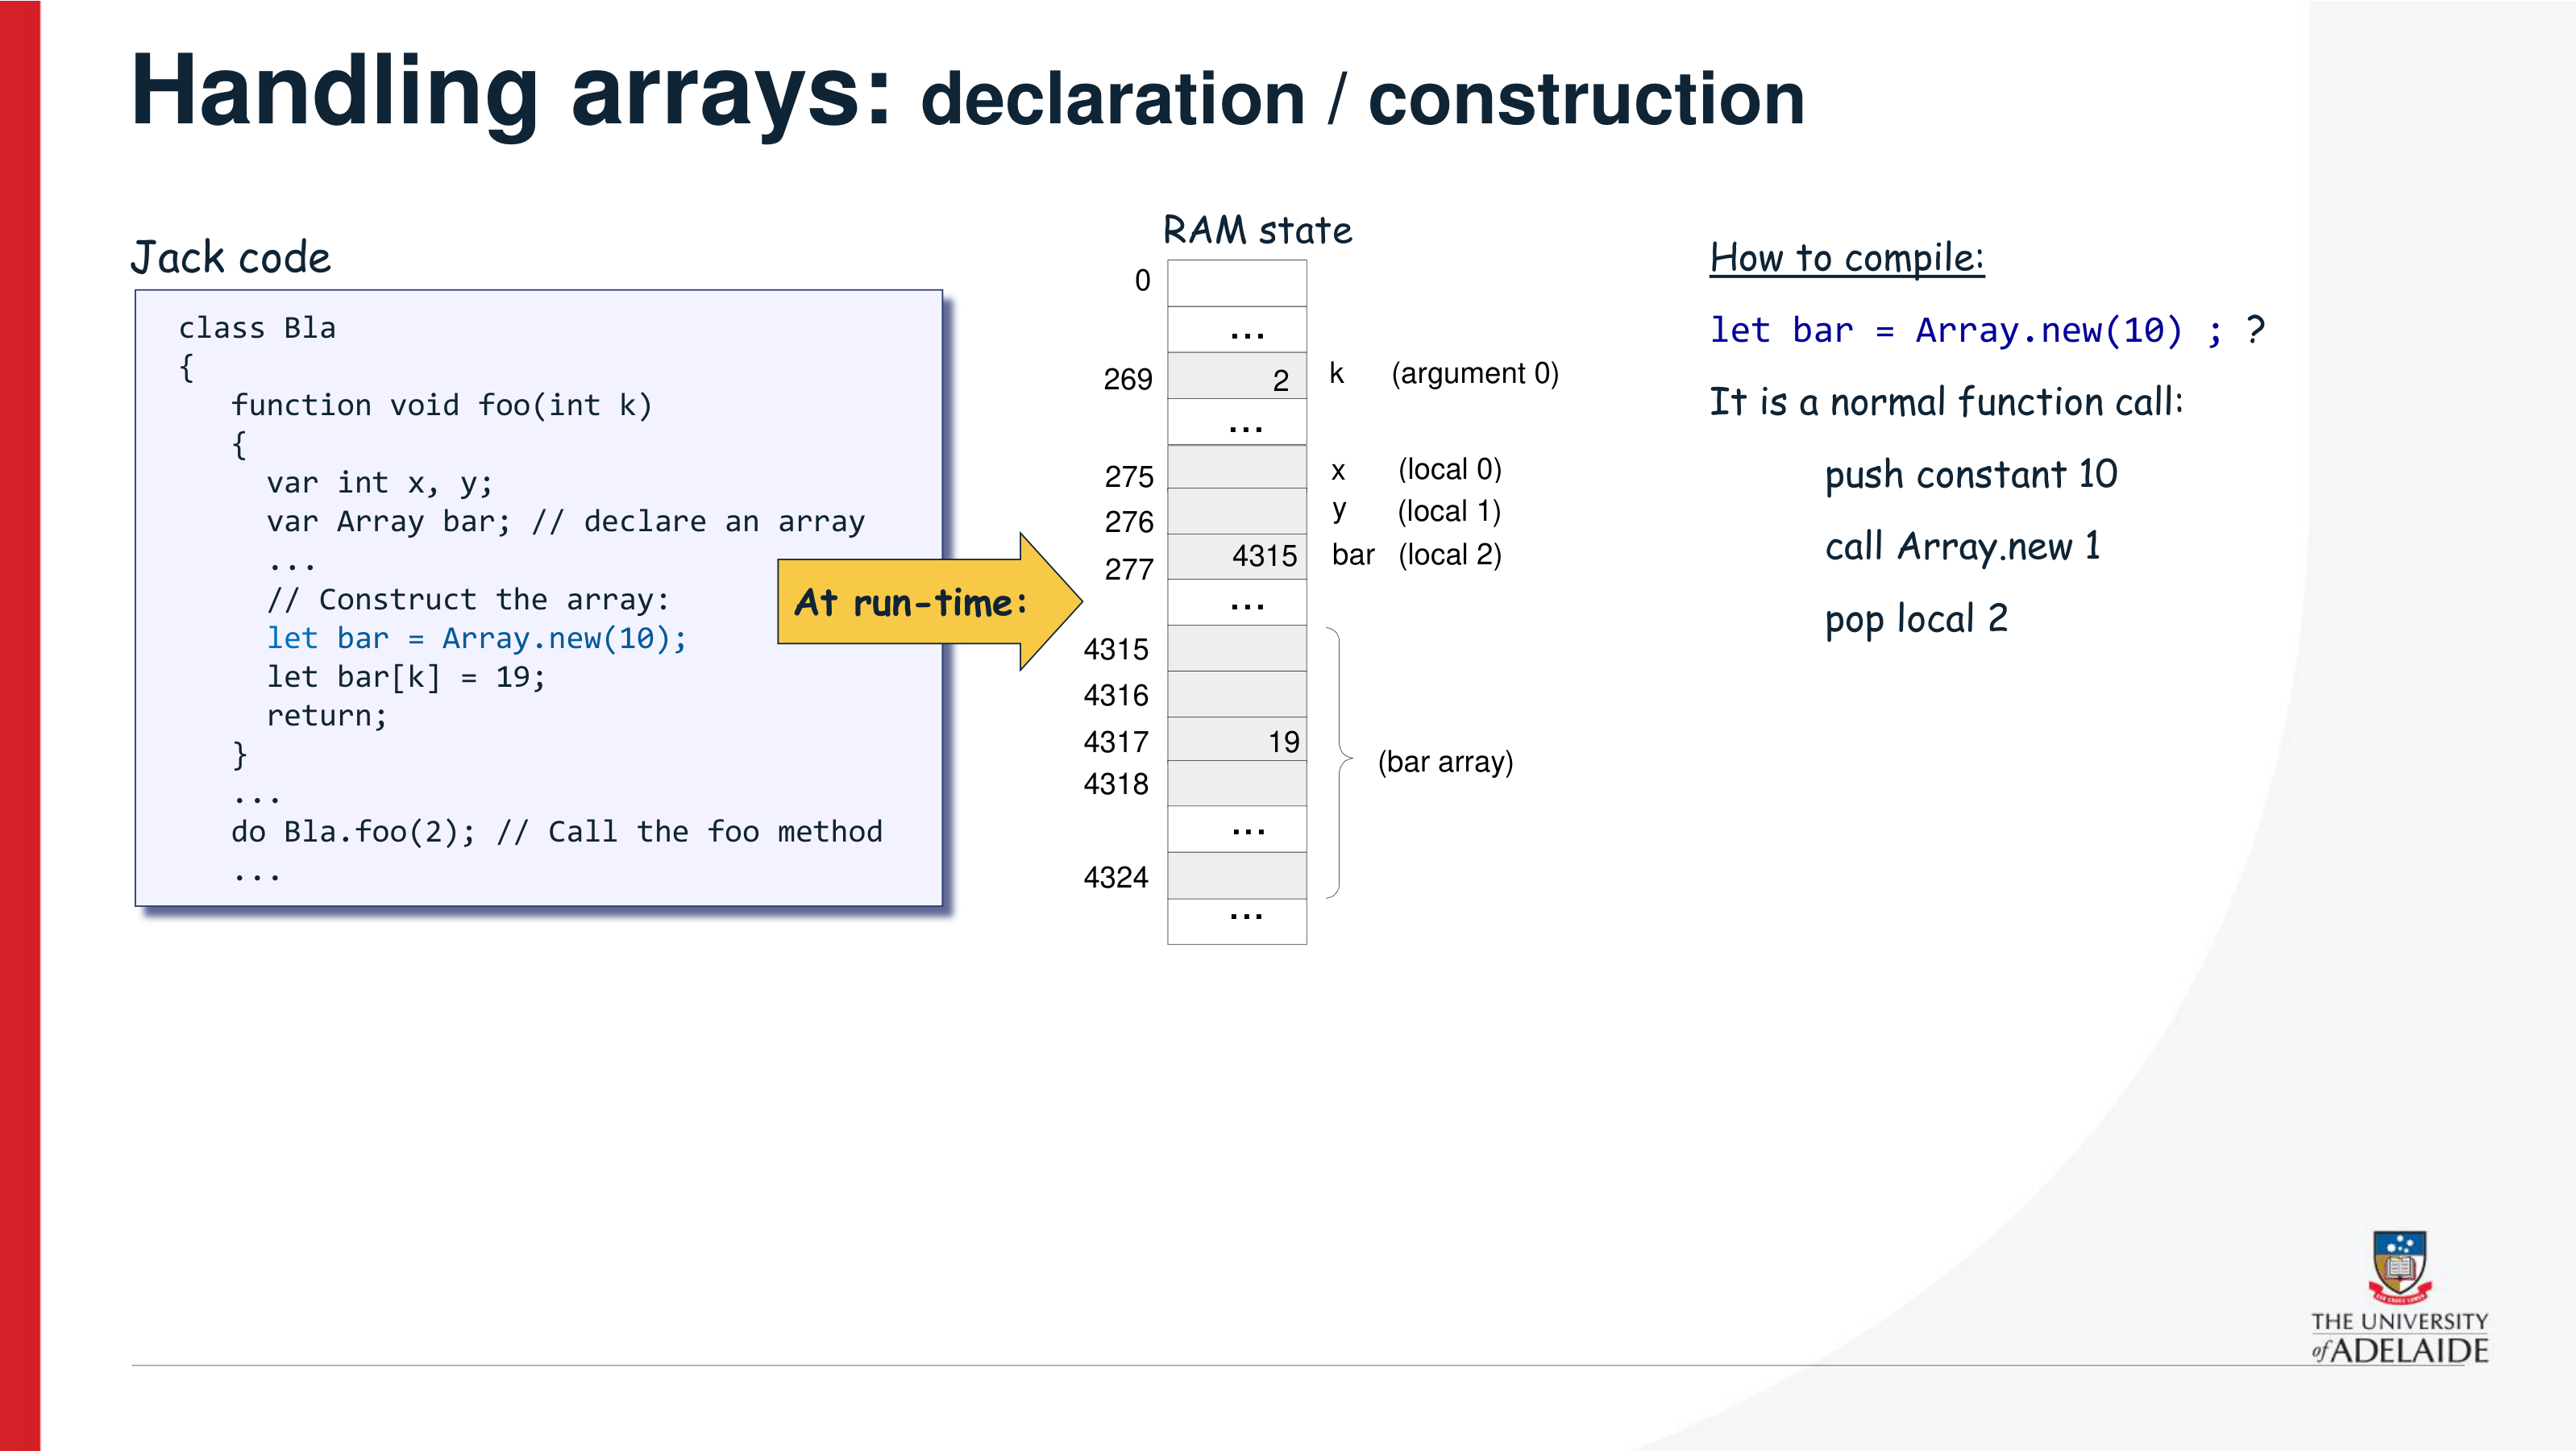 Handling arrays: declaration / construction
Jack code
class Bla
{
function void foo(int k)
{
var int x, y;
var Array bar; // declare an array
...
// Construct the array:
let bar = Array.new(10);
let bar[k] = 19;
return;
}
...
do Bla.foo(2); // Call the foo method
...
At run-time:
RAM state
0
...
269 2 k (argument 0)
...
275 x (local 0)
276 y (local 1)
277 4315 bar (local 2)
...
4315
4316
4317 19
(bar array)
4318
...
4324
...
How to compile:
let bar = Array.new(10) ; ?
It is a normal function call:
push constant 10
call Array.new 1
pop local 2
THE UNIVERSITY
of ADELAIDE